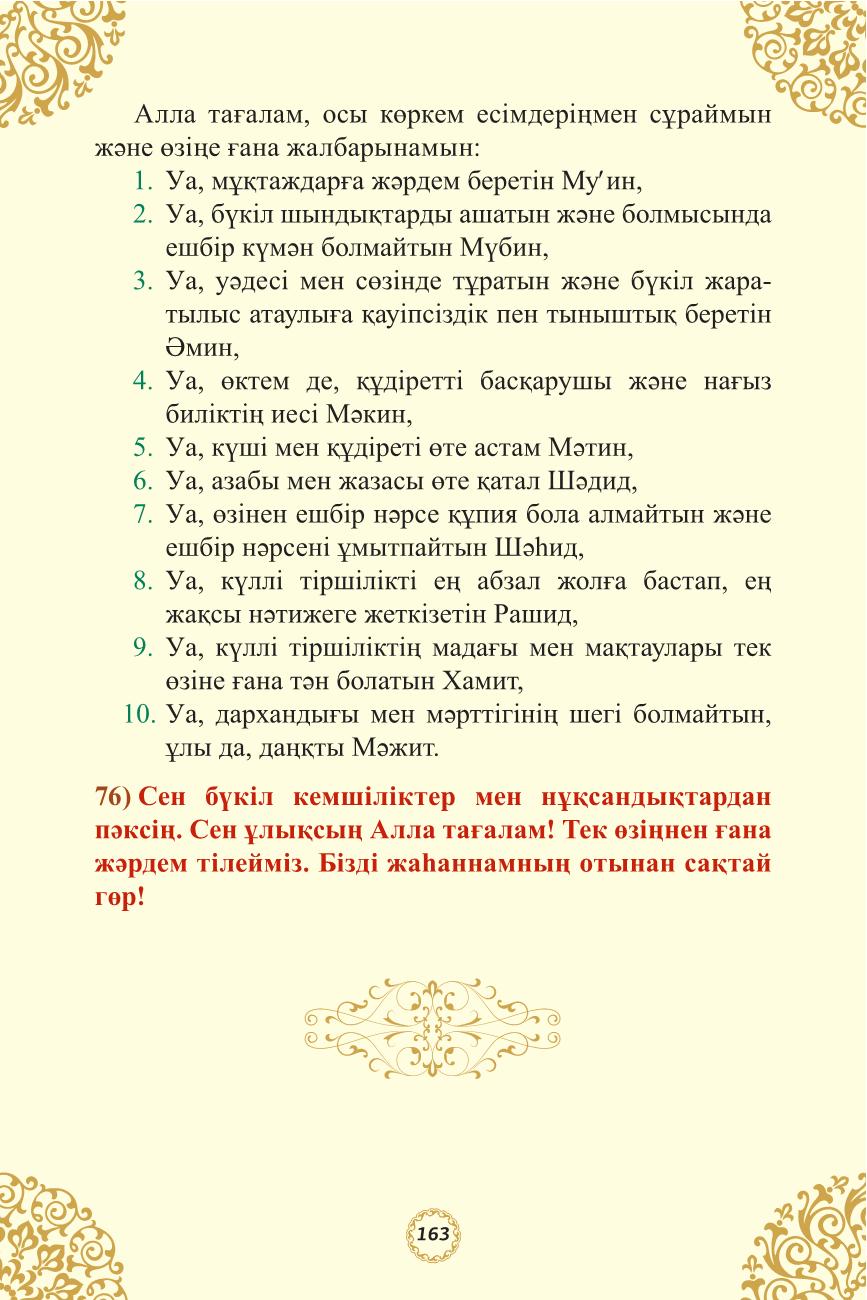 Алла тағалам, осы көркем есімдеріңмен сұраймын
және өзіңе ғана жалбарынамын:
1. Уа, мұқтаждарға жәрдем беретін Му′ин,
2. Уа, бүкіл шындықтарды ашатын және болмысында
ешбір күмән болмайтын Мүбин,
3. Уа, уәдесі мен сөзінде тұратын және бүкіл жара-
тылыс атаулыға қауіпсіздік пен тыныштық беретін
Әмин,
4. Уа, өктем де, құдіретті басқарушы және нағыз
биліктің иесі Мәкин,
5. Уа, күші мен құдіреті өте астам Мәтин,
6. Уа, азабы мен жазасы өте қатал Шәдид,
7. Уа, өзінен ешбір нәрсе құпия бола алмайтын және
ешбір нәрсені ұмытпайтын Шәһид,
8. Уа, күллі тіршілікті ең абзал жолға бастап, ең
жақсы нәтижеге жеткізетін Рашид,
9. Уа, күллі тіршіліктің мадағы мен мақтаулары тек
өзіне ғана тән болатын Хамит,
10. Уа, дархандығы мен мәрттігінің шегі болмайтын,
ұлы да, даңқты Мәжит.
76) Сен бүкіл кемшіліктер мен нұқсандықтардан
пәксің. Сен ұлықсың Алла тағалам! Тек өзіңнен ғана
жәрдем тілейміз. Бізді жаһаннамның отынан сақтай
гөр!
163